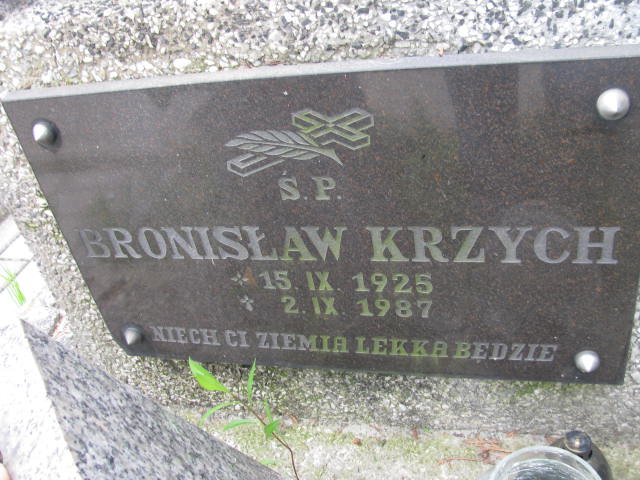 Ś.P.
BRONISŁAW KRZYCH
* 15. IX. 1925
✝ 2. IX. 1987
NIECH CI ZIEMIA LEKKA BĘDZIE